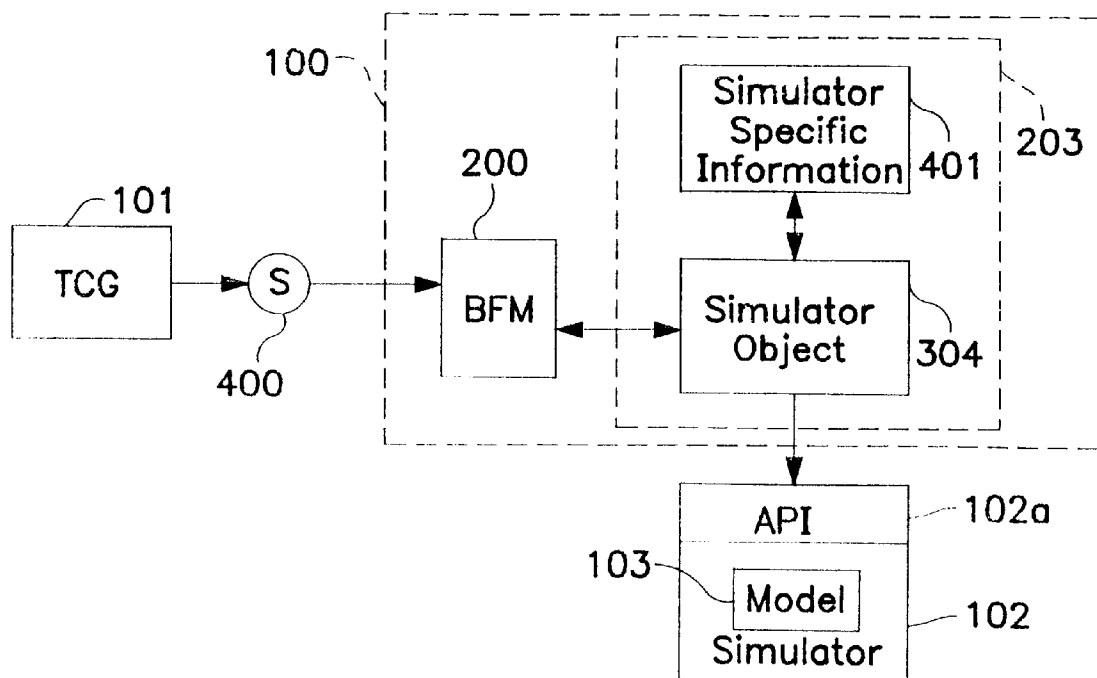 100
Simulator
Specific
Information
401
203
200
101
TCG
S
400
BFM
Simulator
Object
304
API
102a
103
Model
Simulator
102